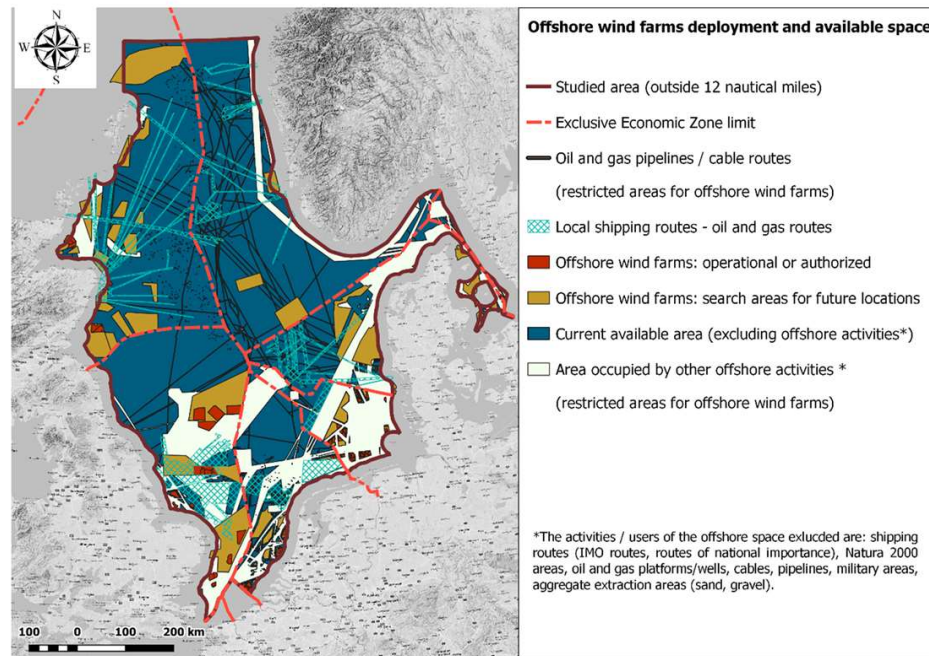 N
W E
S
Offshore wind farms deployment and available space
Studied area (outside 12 nautical miles)
Exclusive Economic Zone limit
Oil and gas pipelines / cable routes
(restricted areas for offshore wind farms)
Local shipping routes - oil and gas routes
Offshore wind farms: operational or authorized
Offshore wind farms: search areas for future locations
Current available area (excluding offshore activities*)
Area occupied by other offshore activities *
(restricted areas for offshore wind farms)
*The activities / users of the offshore space exlucded are: shipping
routes (IMO routes, routes of national importance), Natura 2000
areas, oil and gas platforms/wells, cables, pipelines, military areas,
aggregate extraction areas (sand, gravel).
100 0 100 200 km